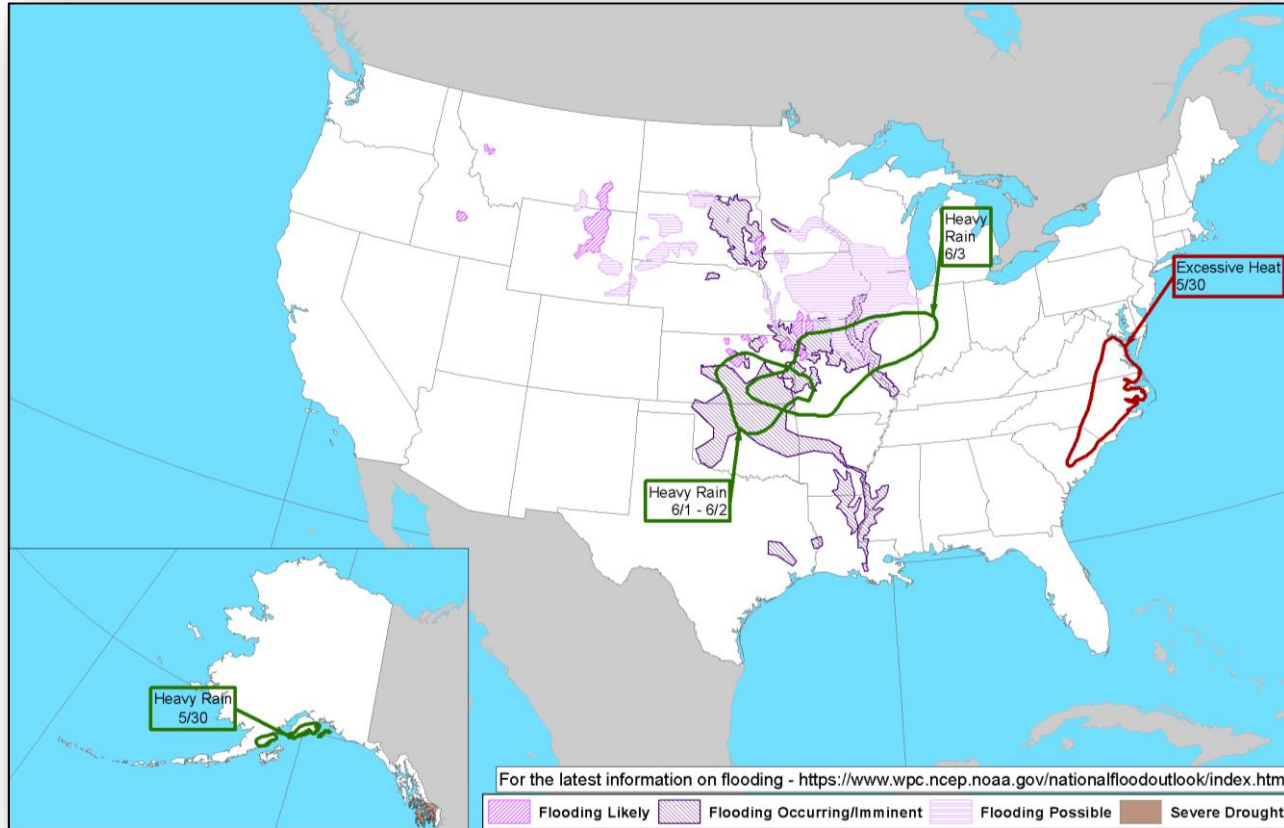 Heavy
Rain
6/3
Excessive Heat
5/30
Heavy Rain
6/1 - 6/2
Heavy Rain
5/30
For the latest information on flooding - https://www.wpc.ncep.noaa.gov/nationalfloodoutlook/index.htm
Flooding Likely
Flooding Occurring/Imminent
Flooding Possible
Severe Drought